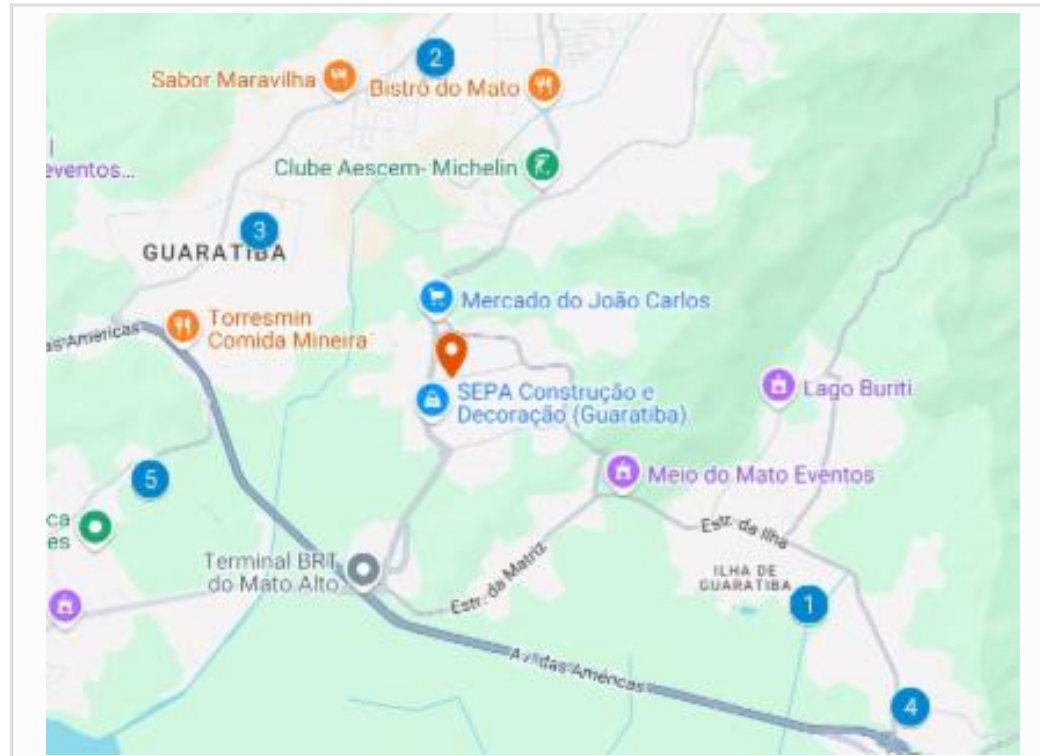 2
Sabor Maravilha
Bistrô do Mato
eventos...
Clube Aescem- Michelin
3
GUARATIBA
Mercado do João Carlos
Torresmin
Comida Mineira
as Américas
SEPA Construção e
Decoração (Guaratiba)
Lago Buriti
Meio do Mato Eventos
5
ca
es
Estr. da Ilha
Terminal BRT
do Mato Alto
Estr. da Matriz
ILHA DE
GUARATIBA
1
Av. das Américas
4